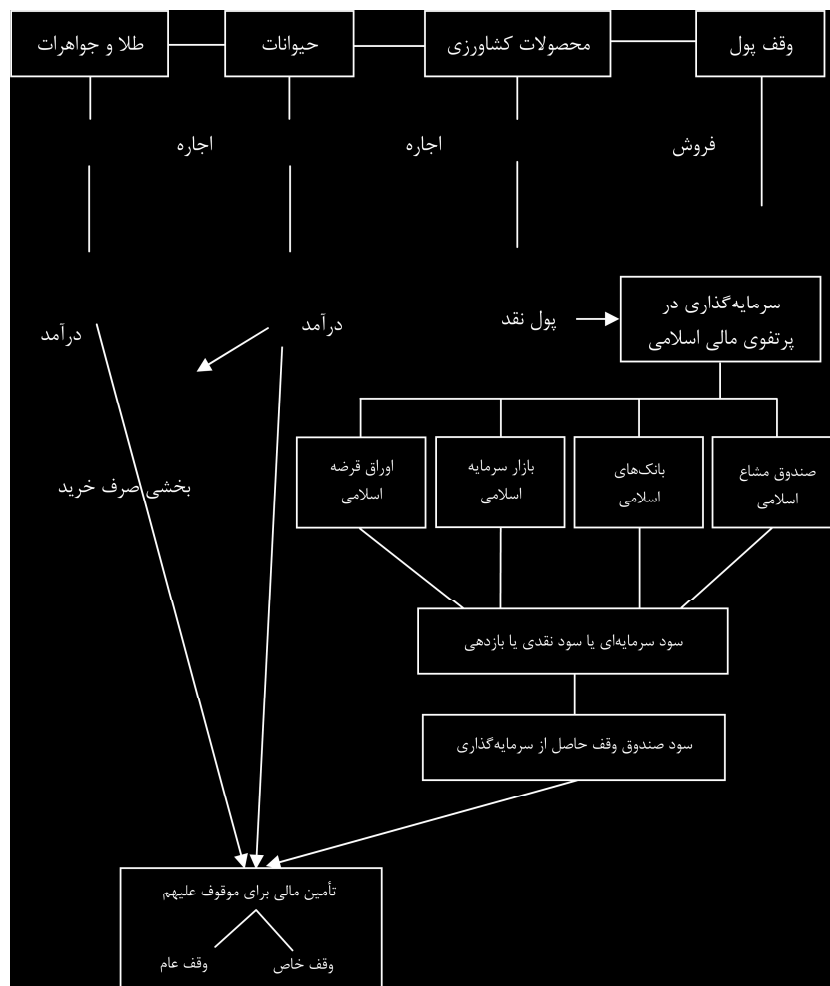 وقف پول
محصولات کشاورزی
حیوانات
طلا و جواهرات
فروش
اجاره
اجاره
سرمایه‌گذاری در
پرتفوی مالی اسلامی
پول نقد
درآمد
درآمد
صندوق مشاع
اسلامی
بانک‌های
اسلامی
بازار سرمایه
اسلامی
اوراق قرضه
اسلامی
بخشی صرف خرید
سود سرمایه‌ای یا سود نقدی یا بازدهی
سود صندوق وقف حاصل از سرمایه‌گذاری
تأمین مالی برای موقوف علیهم
وقف خاص
وقف عام